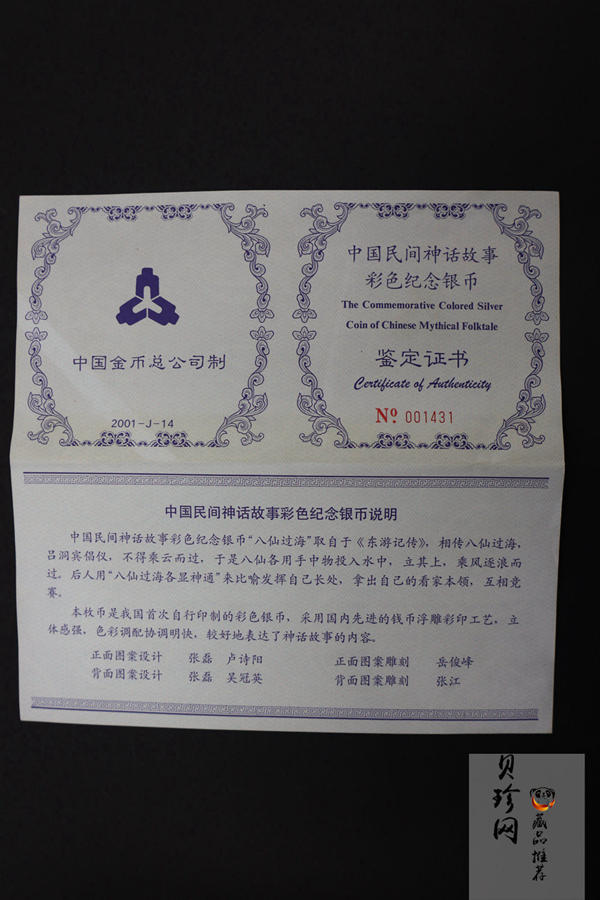 中国金币总公司制
2001-J-14
中国民间神话故事
彩色纪念银币
The Commemorative Colored Silver
Coin of Chinese Mythical Folktale
鉴定证书
Certificate of Authenticity
Nº 001431
中国民间神话故事彩色纪念银币说明
中国民间神话故事彩色纪念银币“八仙过海”取自于《东游记传》，相传八仙过海，
吕洞宾倡仪，不得乘云而过，于是八仙各用手中物投入水中，立其上，乘风逐浪而
过。后人用“八仙过海各显神通”来比喻发挥自己长处，拿出自己的看家本领，互相竞
赛。
本枚币是我国首次自行印制的彩色银币，采用国内先进的钱币浮雕彩印工艺，立
体感强，色彩调配协调明快，较好地表达了神话故事的内容。
正面图案设计 张磊 卢诗阳 正面图案雕刻 岳俊峰
背面图案设计 张磊 吴冠英 背面图案雕刻 张江
贝珍网
藏品推荐